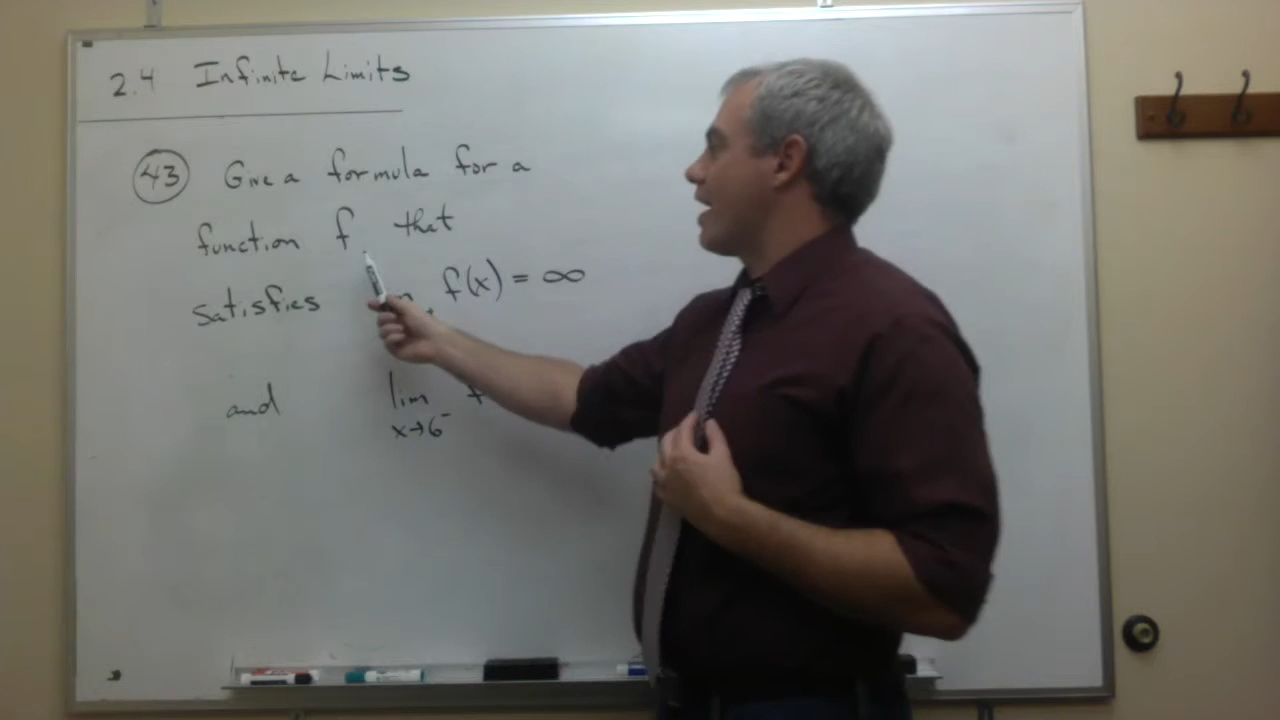 2.4 Infinite Limits
43 Give a formula for a
function f that
satisfies f(x) = ∞
and lim
x→6⁻